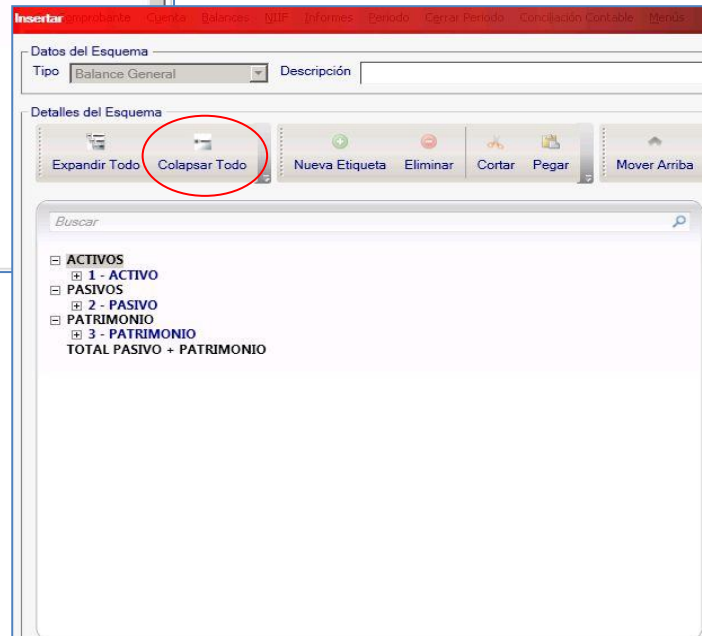 Insertar Comprobante Cuenta Balances NIIF Informes Periodo Cerrar Periodo Conciliación Contable Menús
Datos del Esquema
Tipo Balance General Descripción
Detalles del Esquema
Expandir Todo Colapsar Todo Nueva Etiqueta Eliminar Cortar Pegar Mover Arriba
Buscar
ACTIVOS
1 - ACTIVO
PASIVOS
2 - PASIVO
PATRIMONIO
3 - PATRIMONIO
TOTAL PASIVO + PATRIMONIO